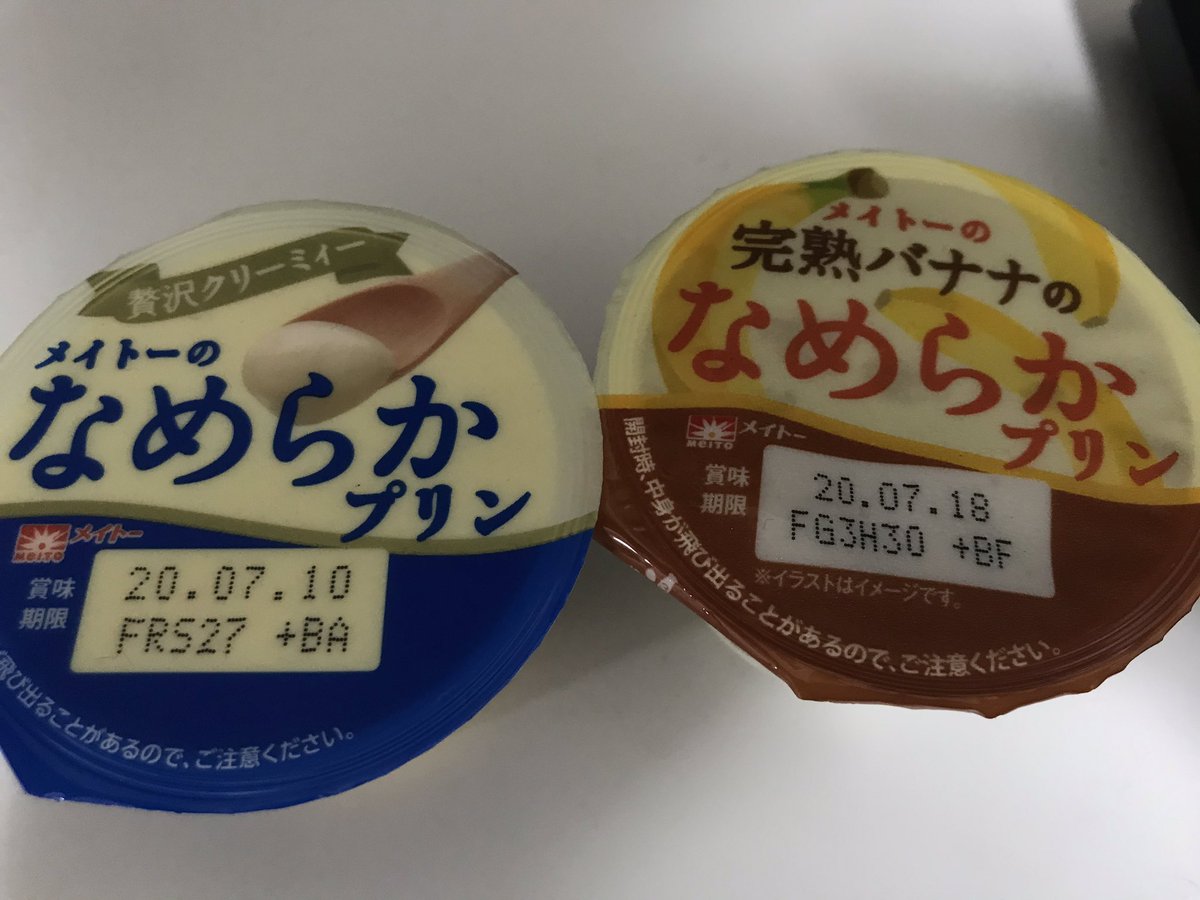 贅沢クリーミィー
メイトーの
なめらか
プリン
MEITO メイトー
賞味
期限
20.07.10
FRS27 +BA
飛び出ることがあるので、ご注意ください。
メイトーの
完熟バナナの
なめらか
プリン
MEITO メイトー
賞味
期限
20.07.18
FG3H30 +BF
※イラストはイメージです。
開封時、中身が飛び出ることがあるので、ご注意ください。